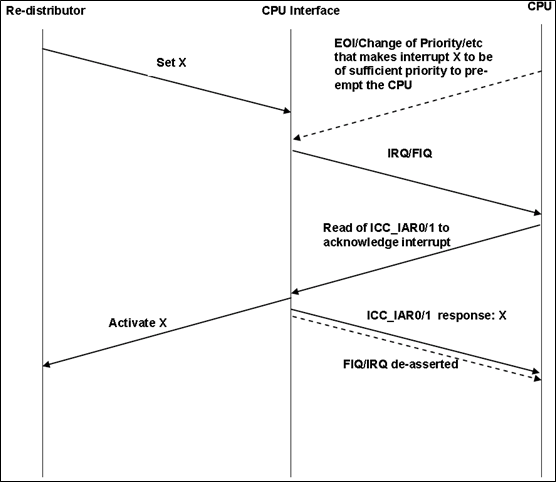 Re-distributor
CPU Interface
CPU
EOI/Change of Priority/etc
that makes interrupt X to be
of sufficient priority to pre-
empt the CPU
Set X
IRQ/FIQ
Read of ICC_IAR0/1 to
acknowledge interrupt
Activate X
ICC_IAR0/1 response: X
FIQ/IRQ de-asserted